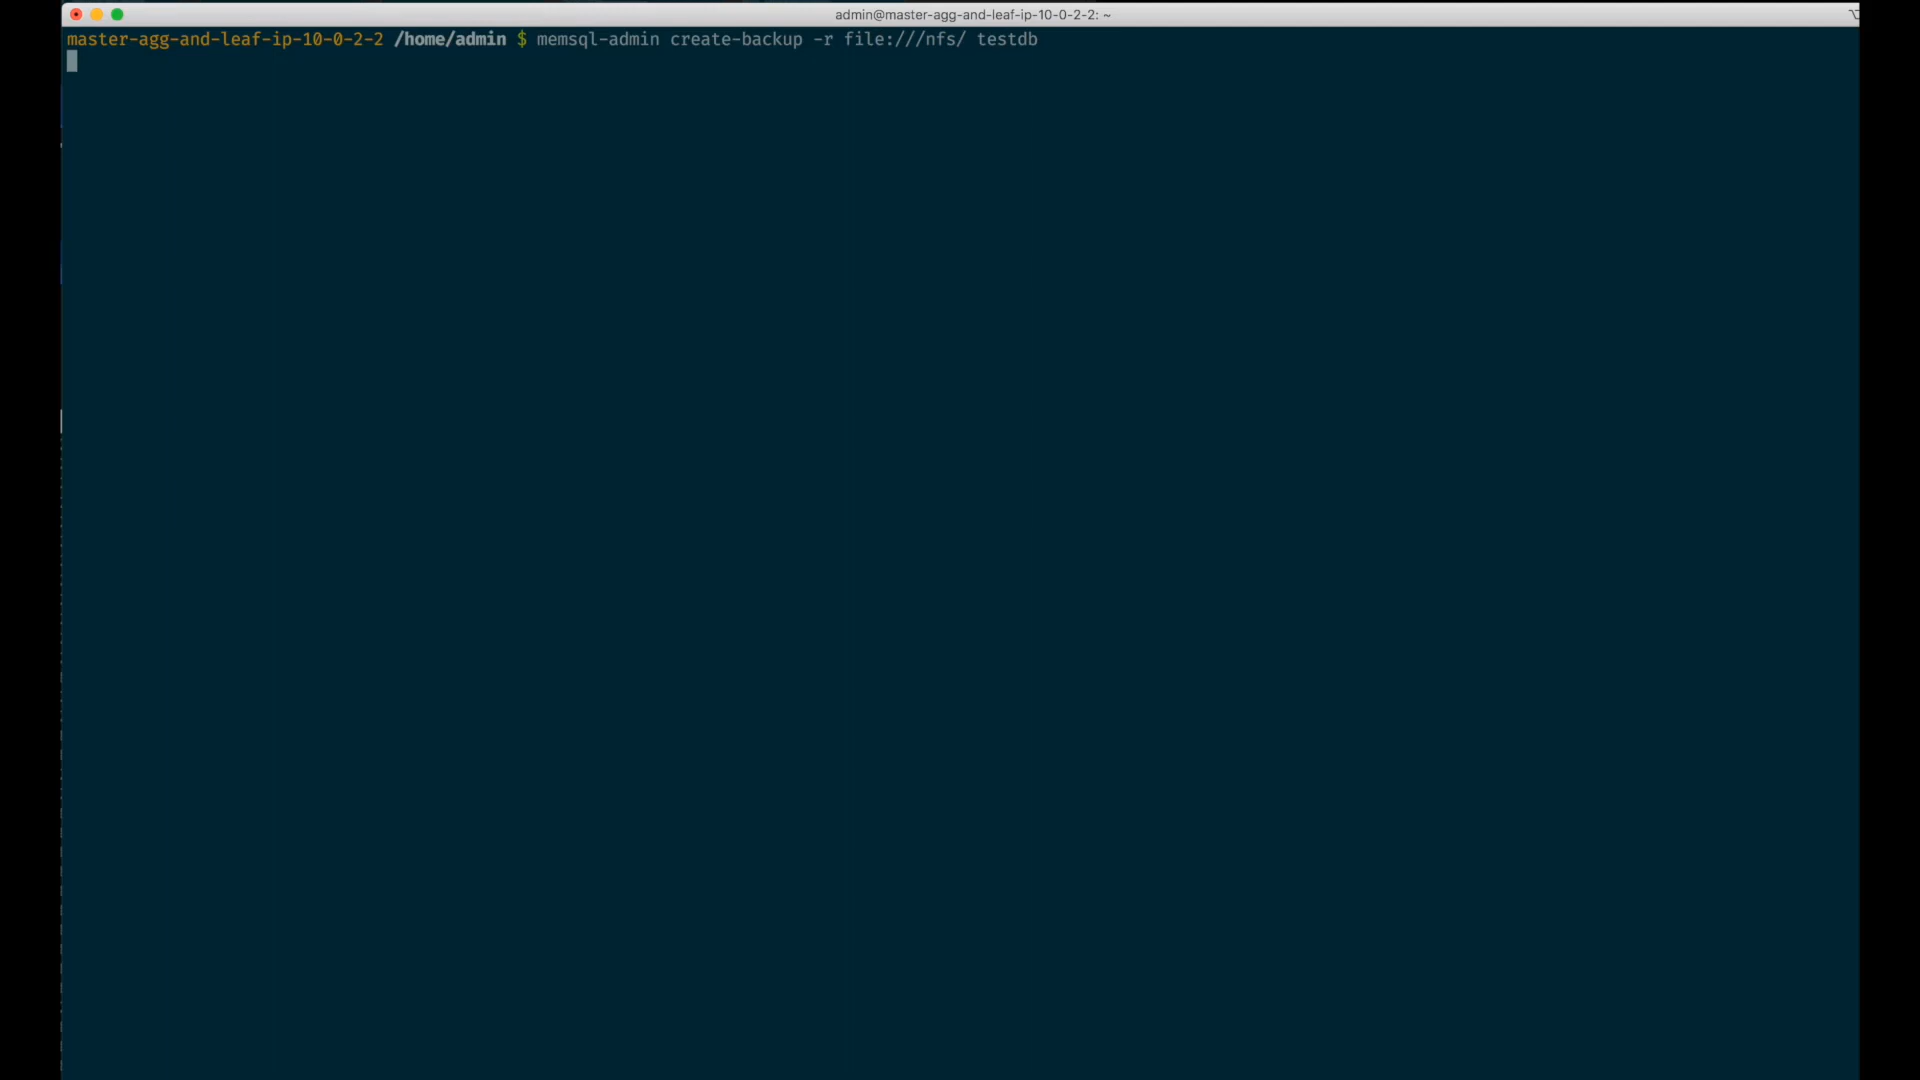 admin@master-agg-and-leaf-ip-10-0-2-2: ~
master-agg-and-leaf-ip-10-0-2-2 /home/admin $ memsql-admin create-backup -r file:///nfs/ testdb